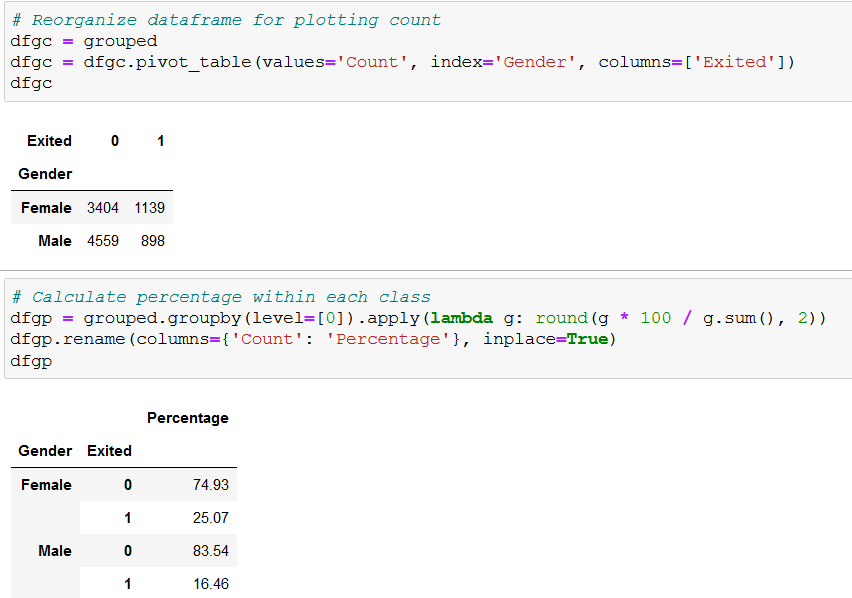 # Reorganize dataframe for plotting count
dfgc = grouped
dfgc = dfgc.pivot_table(values='Count', index='Gender', columns=['Exited'])
dfgc
Exited 0 1
Gender
Female 3404 1139
Male 4559 898
# Calculate percentage within each class
dfgp = grouped.groupby(level=[0]).apply(lambda g: round(g * 100 / g.sum(), 2))
dfgp.rename(columns={'Count': 'Percentage'}, inplace=True)
dfgp
Percentage
Gender Exited
Female 0 74.93
1 25.07
Male 0 83.54
1 16.46